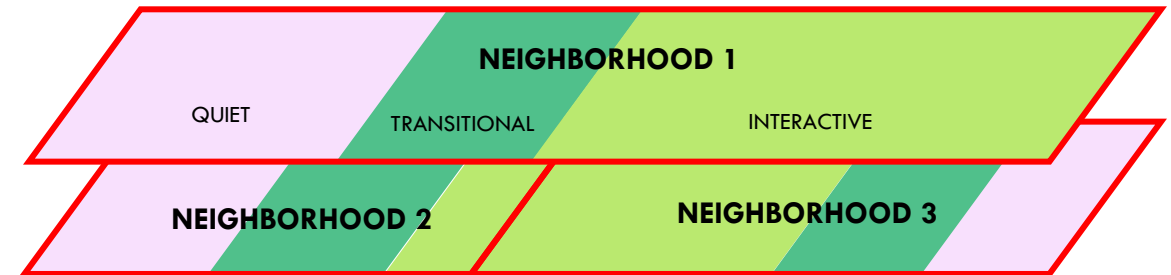 NEIGHBORHOOD 1
QUIET
TRANSITIONAL
INTERACTIVE
NEIGHBORHOOD 2
NEIGHBORHOOD 3